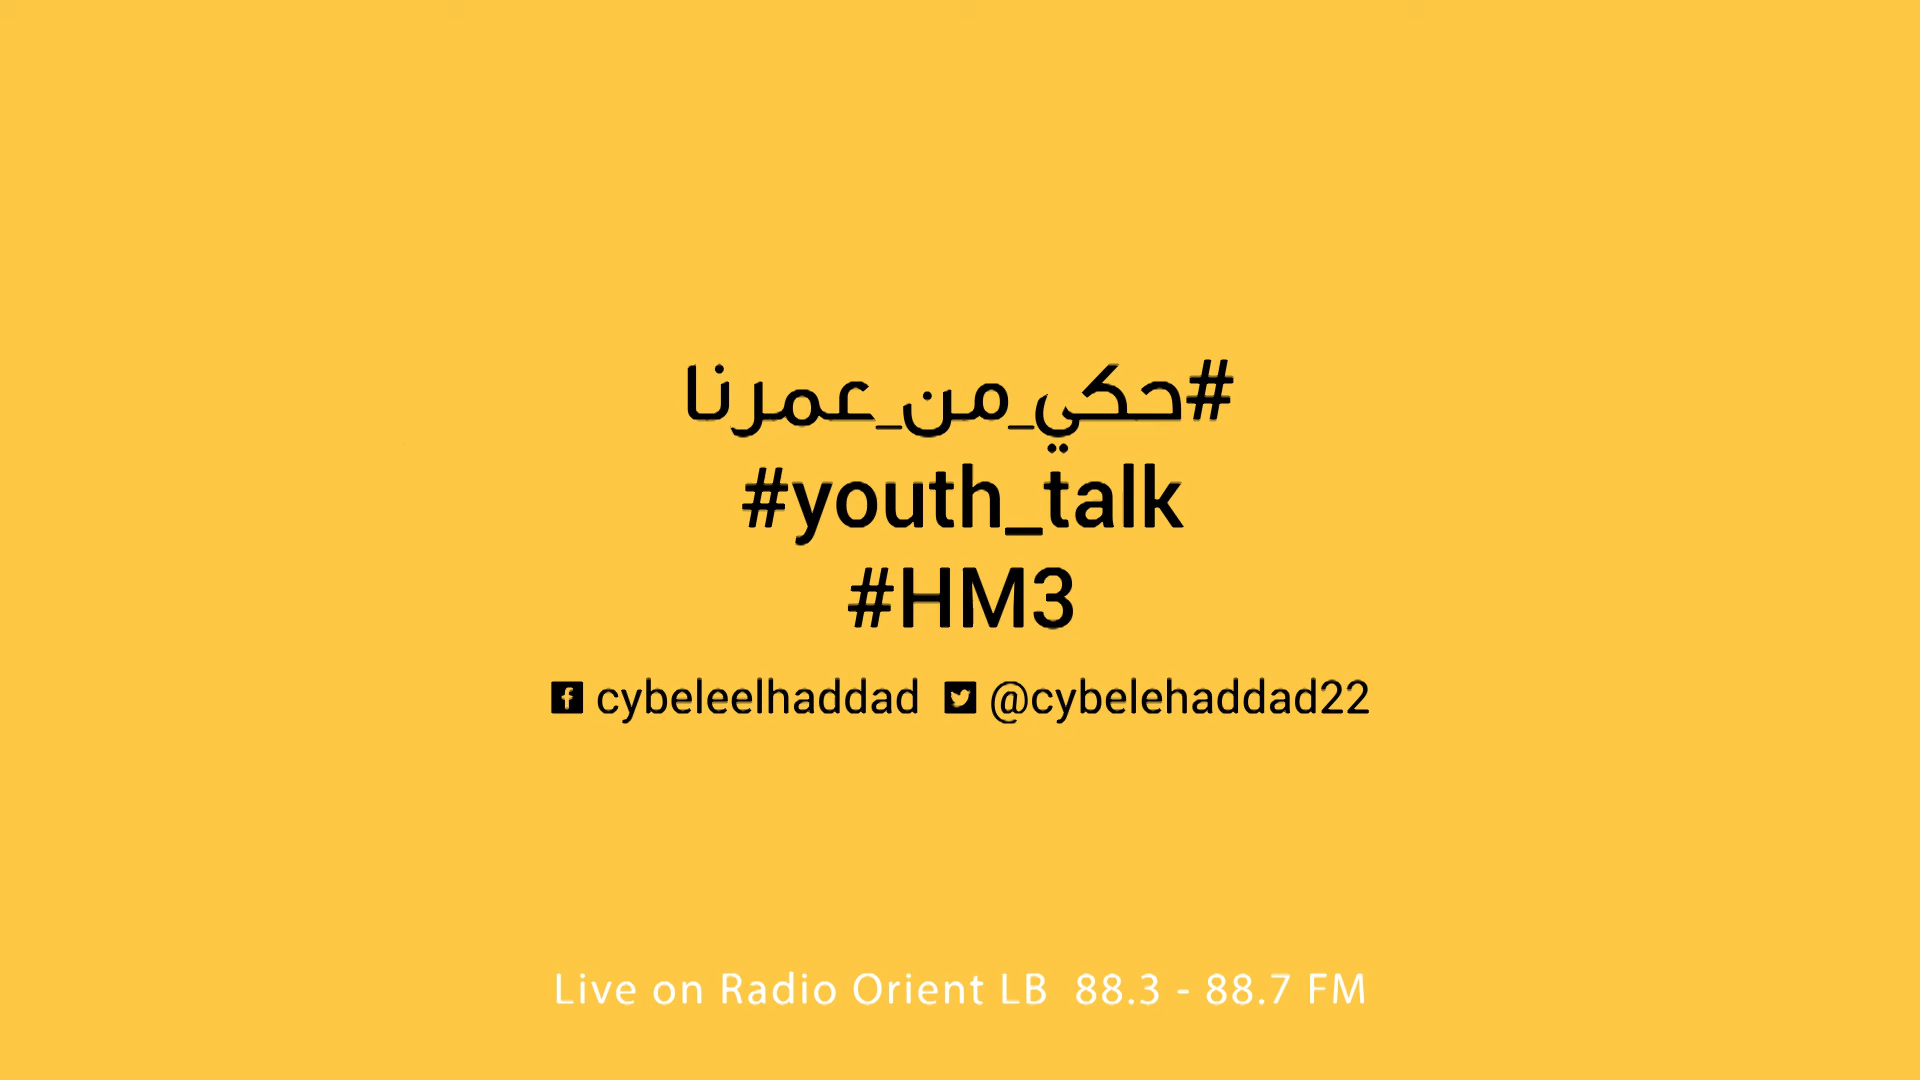 #حكي_من_عمرنا
#youth_talk
#HM3
cybeleelhaddad @cybelehaddad22
Live on Radio Orient LB 88.3 - 88.7 FM